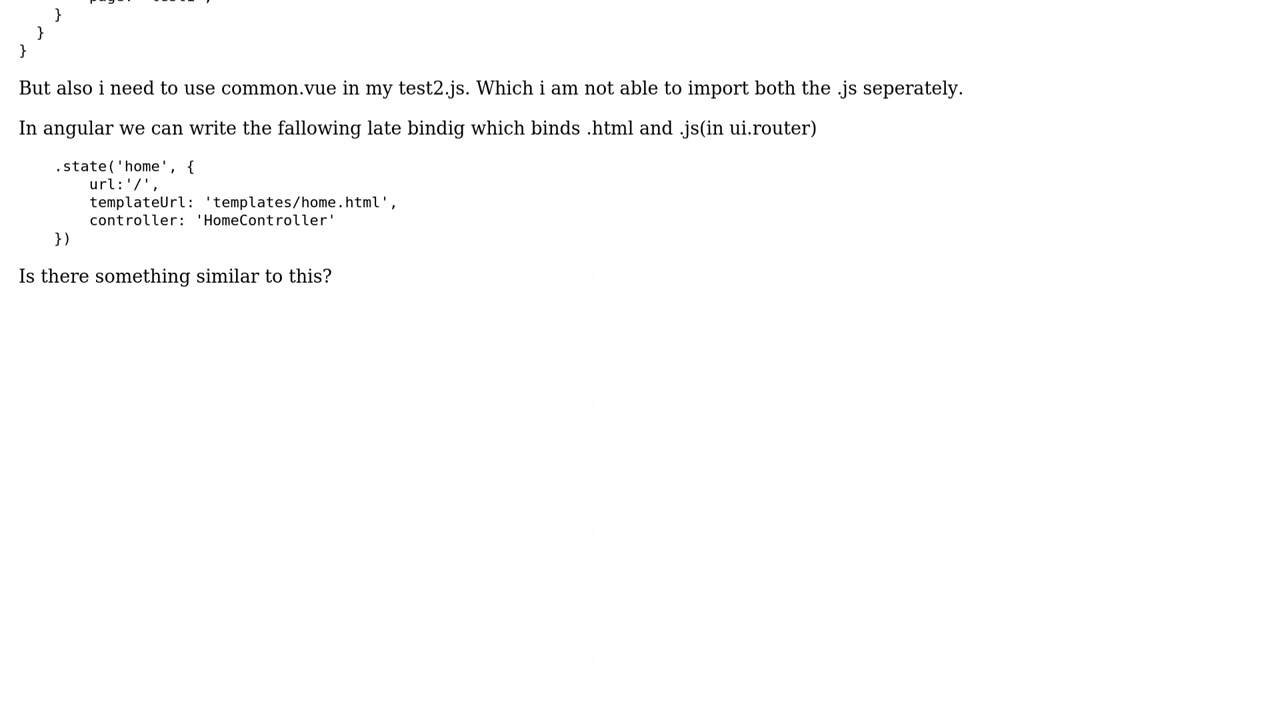 }
}
}
But also i need to use common.vue in my test2.js. Which i am not able to import both the .js seperately.
In angular we can write the fallowing late bindig which binds .html and .js(in ui.router)
.state('home', {
url:'/',
templateUrl: 'templates/home.html',
controller: 'HomeController'
})
Is there something similar to this?